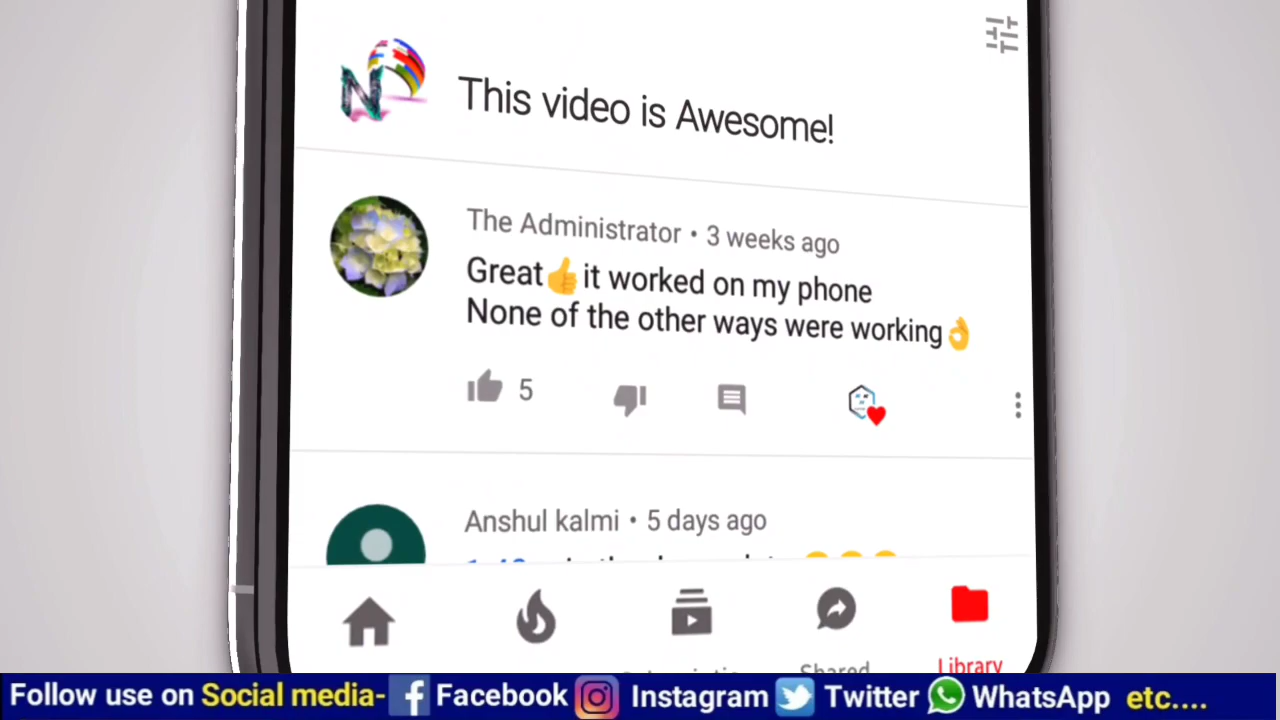 This video is Awesome!
The Administrator • 3 weeks ago
Great👍it worked on my phone
None of the other ways were working👌
5
Anshul kalmi • 5 days ago
Shared
Library
Follow use on Social media- Facebook Instagram Twitter WhatsApp etc....